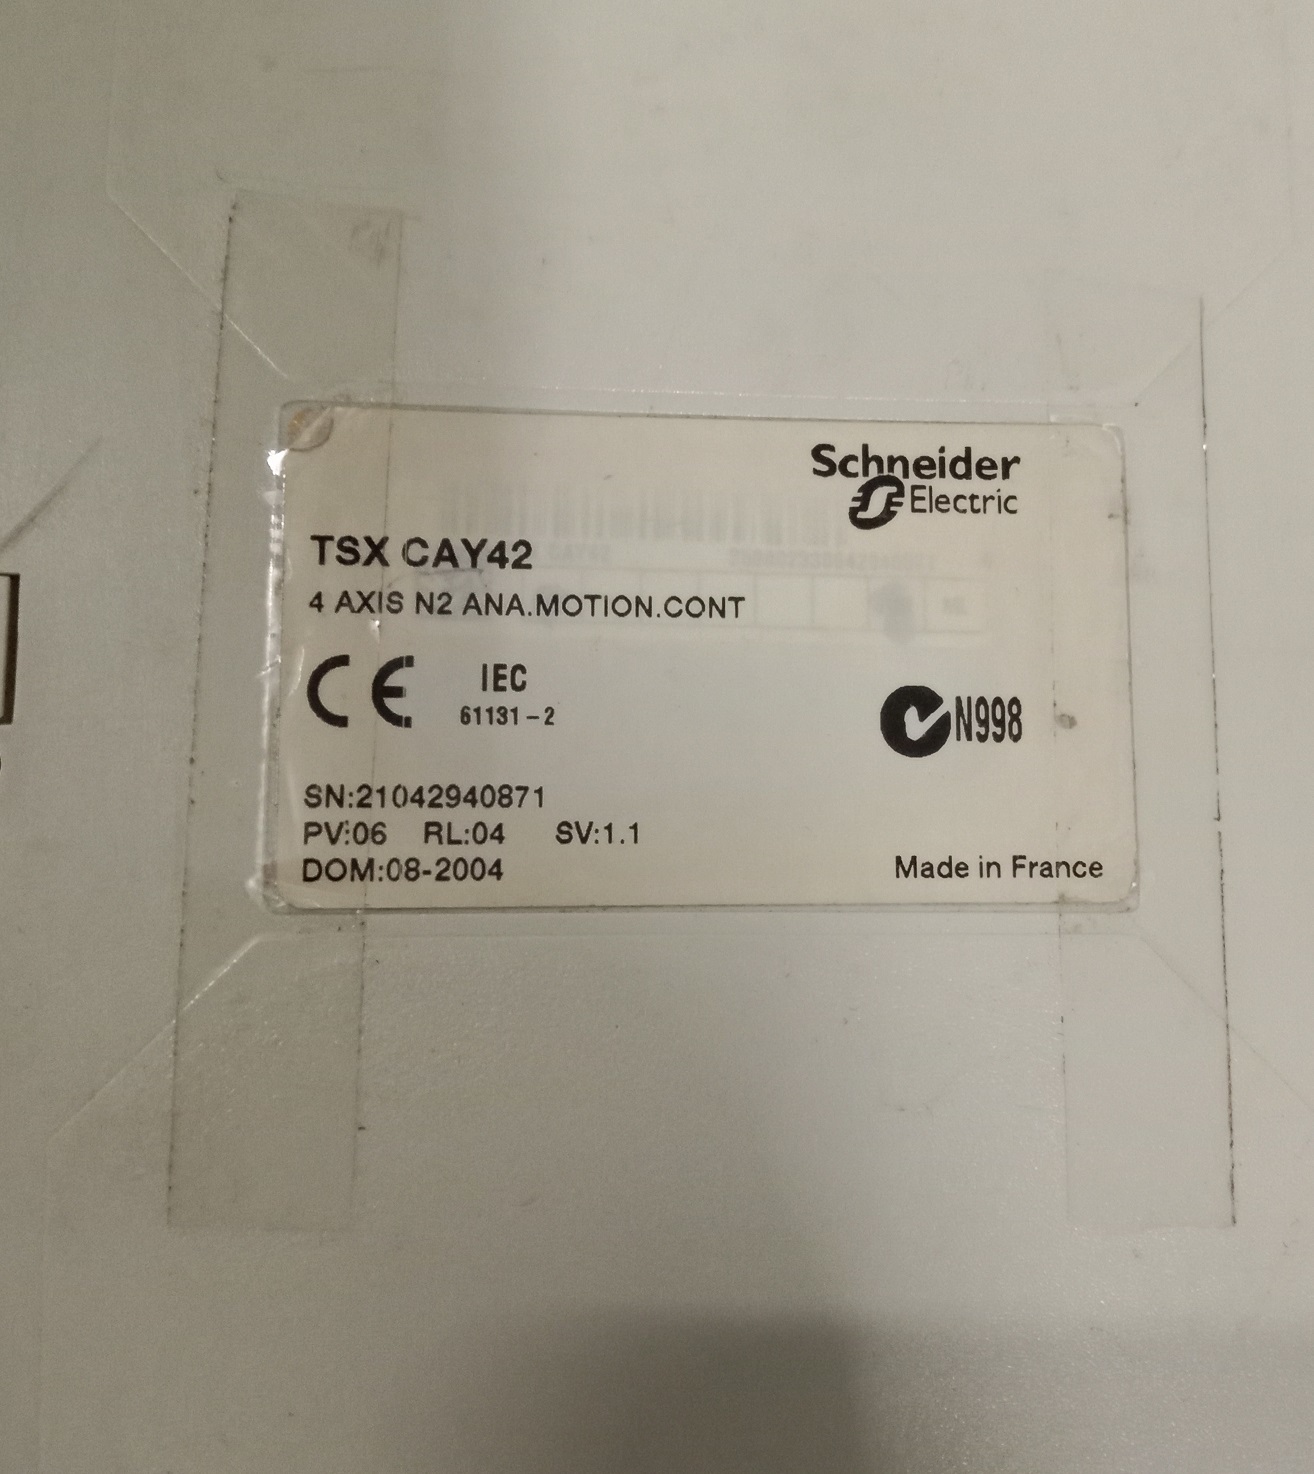 Schneider
Electric
TSX CAY42
4 AXIS N2 ANA.MOTION.CONT
CE
IEC
61131-2
N998
SN:21042940871
PV:06 RL:04 SV:1.1
DOM:08-2004
Made in France